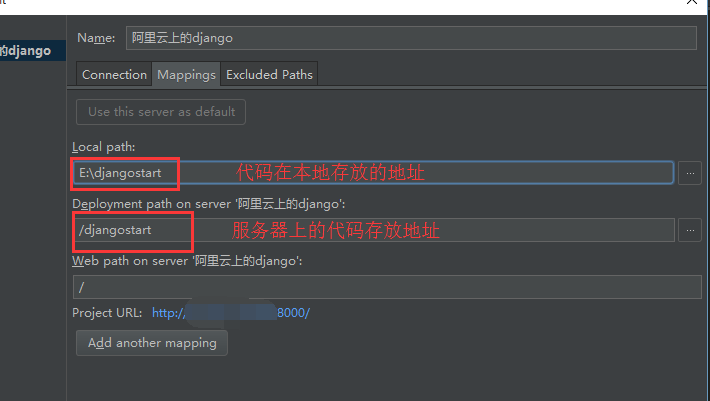 的django
Name: 阿里云上的django
Connection Mappings Excluded Paths
Use this server as default
Local path:
E:\djangostart 代码在本地存放的地址
...
Deployment path on server '阿里云上的django':
/djangostart 服务器上的代码存放地址
...
Web path on server '阿里云上的django':
/
Project URL: http:/ 8000/
Add another mapping